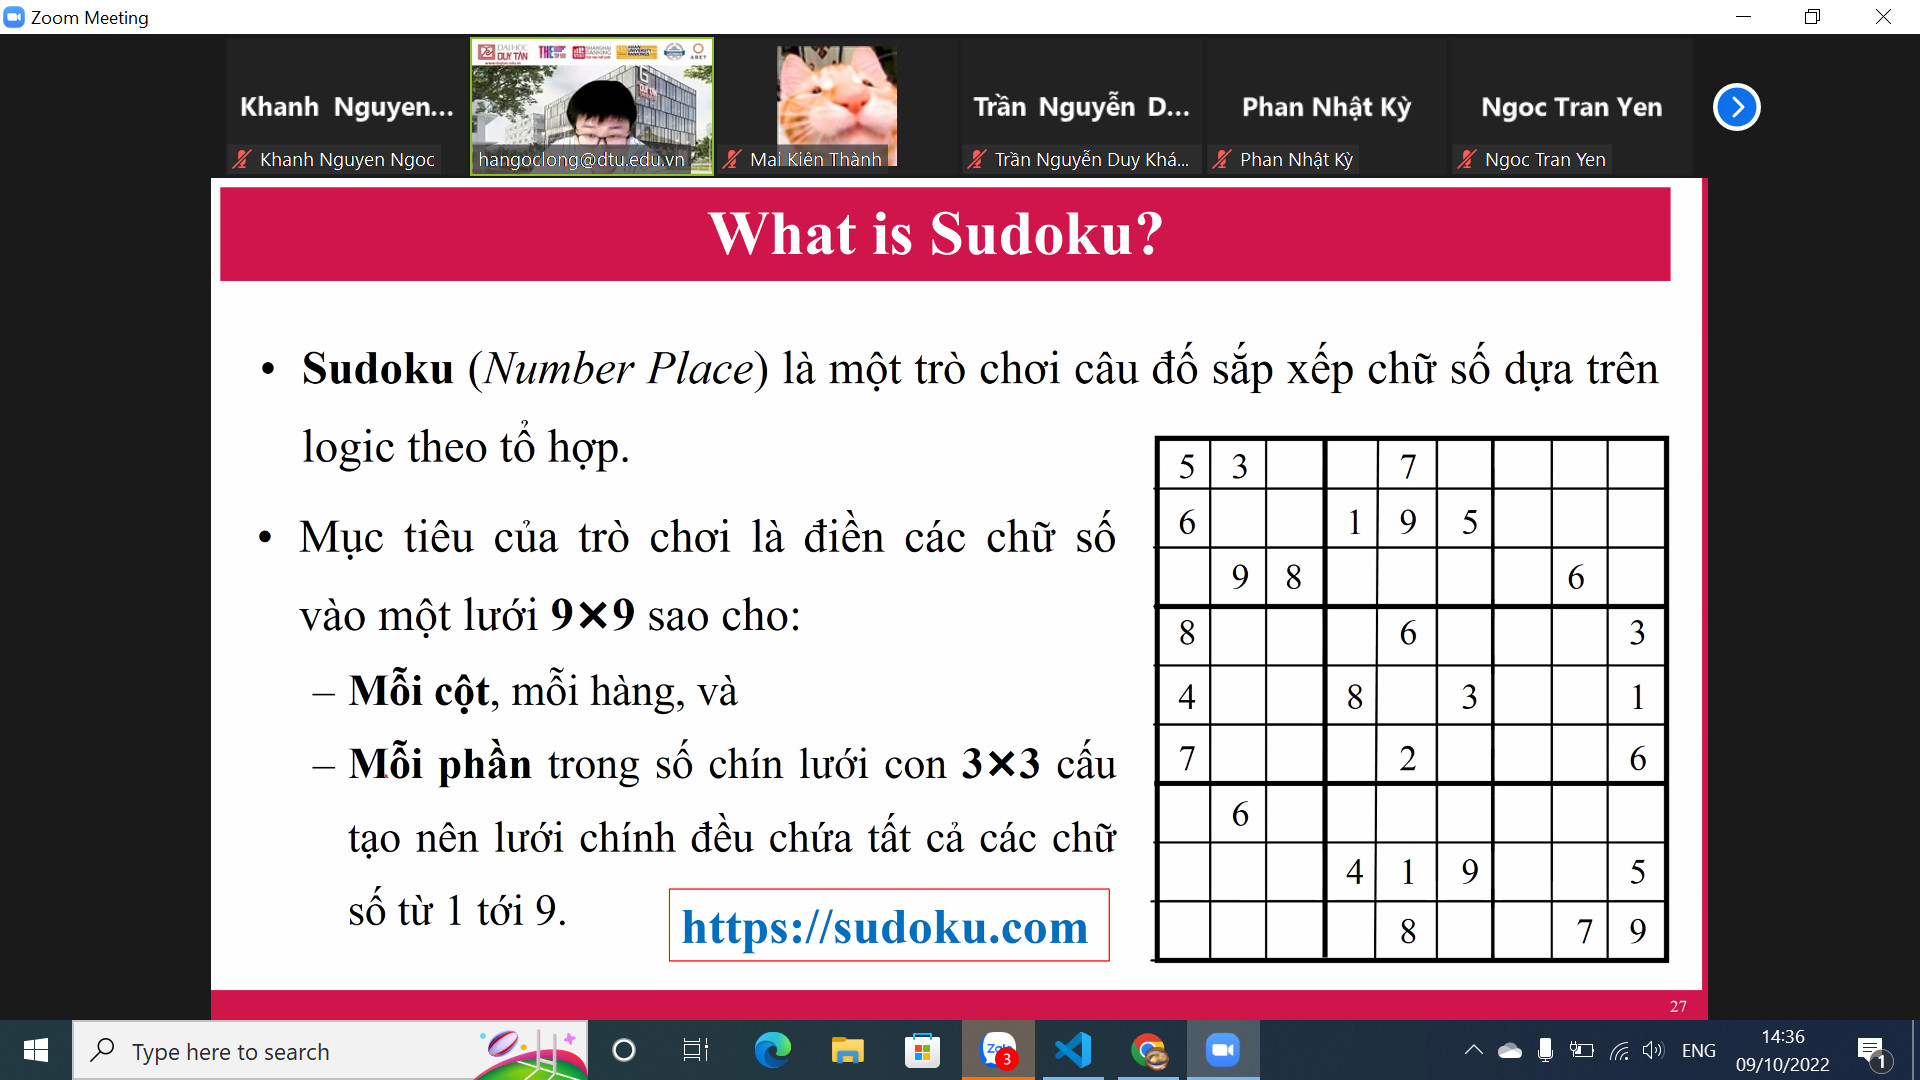 Zoom Meeting
Khanh Nguyen...
Trần Nguyễn D...
Phan Nhật Kỳ
Ngoc Tran Yen
ĐẠI HỌC
DUY TÂN
Khanh Nguyen Ngoc
hangoclong@dtu.edu.vn
Mai Kiên Thành
Trần Nguyễn Duy Khá...
Phan Nhật Kỳ
Ngoc Tran Yen
What is Sudoku?
• Sudoku (Number Place) là một trò chơi câu đố sắp xếp chữ số dựa trên
logic theo tổ hợp.
• Mục tiêu của trò chơi là điền các chữ số
vào một lưới 9×9 sao cho:
– Mỗi cột, mỗi hàng, và
– Mỗi phần trong số chín lưới con 3×3 cấu
tạo nên lưới chính đều chứa tất cả các chữ
số từ 1 tới 9.
https://sudoku.com
5 3 7
6 1 9 5
9 8 6
8 6 3
4 8 3 1
7 2 6
6
4 1 9 5
8 7 9
27
Type here to search
Zalo
3
ENG
14:36
09/10/2022
1